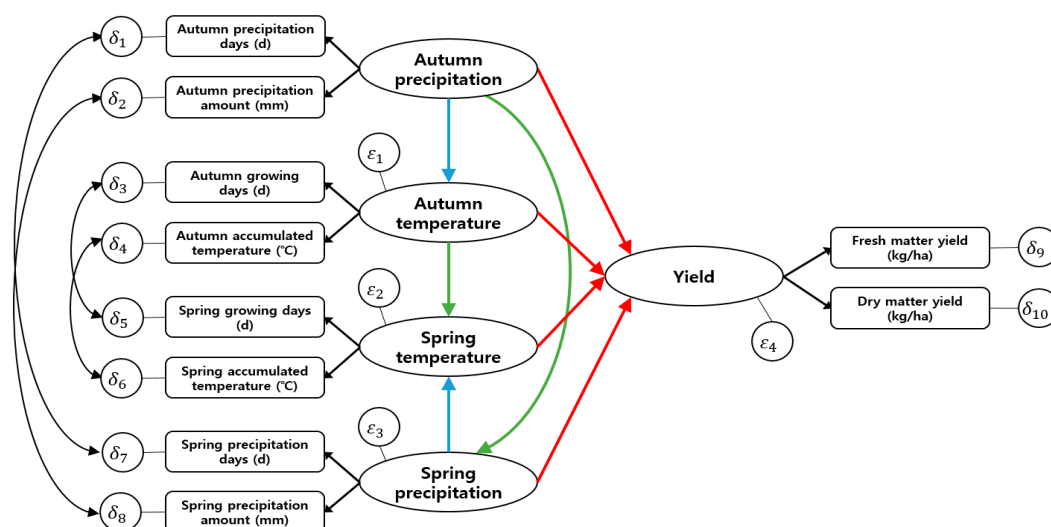 δ1
Autumn precipitation
days (d)
Autumn
precipitation
δ2
Autumn precipitation
amount (mm)
ε1
δ3
Autumn growing
days (d)
Autumn
temperature
δ4
Autumn accumulated
temperature (℃)
Yield
Fresh matter yield
(kg/ha)
δ9
Dry matter yield
(kg/ha)
δ10
ε4
ε2
δ5
Spring growing days
(d)
Spring
temperature
δ6
Spring accumulated
temperature (℃)
ε3
δ7
Spring precipitation
days (d)
Spring
precipitation
δ8
Spring precipitation
amount (mm)